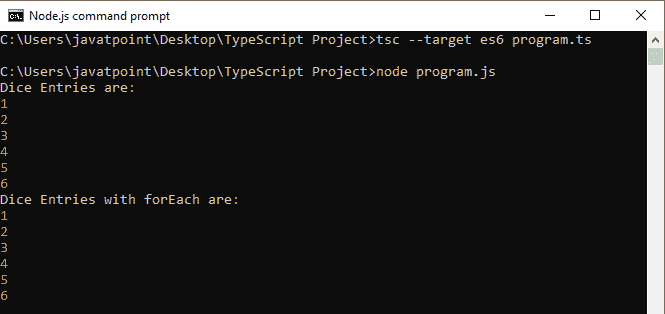 Node.js command prompt
C:\Users\javatpoint\Desktop\TypeScript Project>tsc --target es6 program.ts
C:\Users\javatpoint\Desktop\TypeScript Project>node program.js
Dice Entries are:
1
2
3
4
5
6
Dice Entries with forEach are:
1
2
3
4
5
6